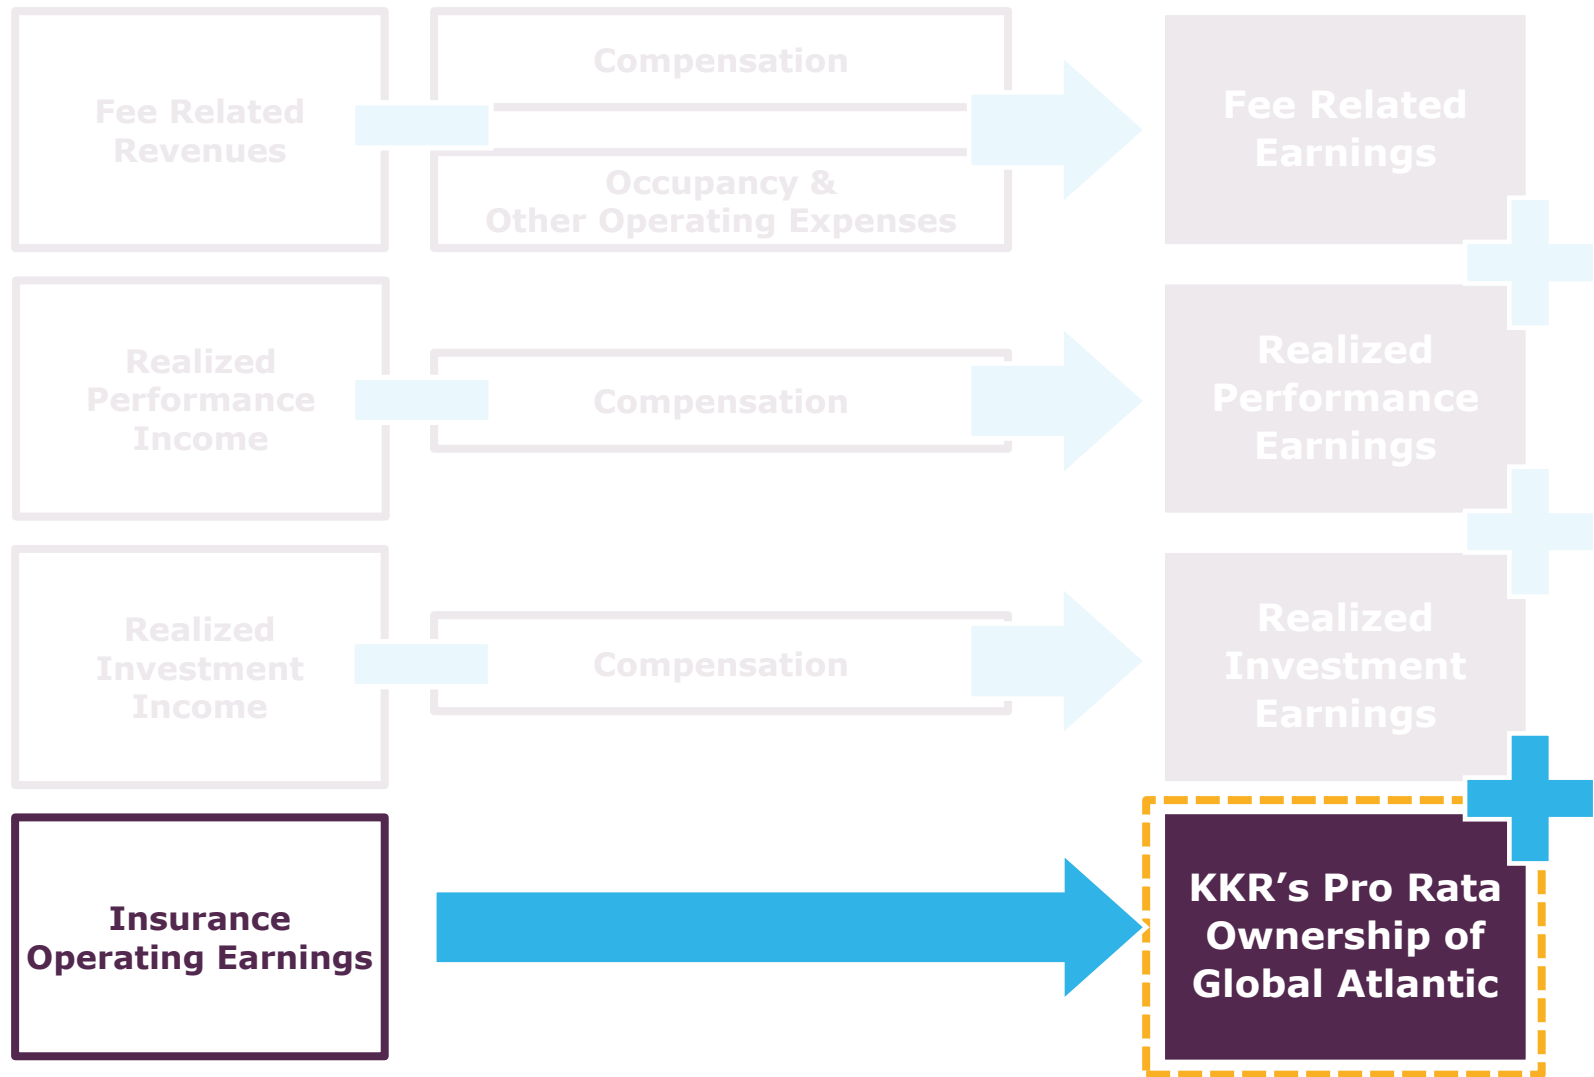 Fee Related
Revenues
Compensation
Occupancy &
Other Operating Expenses
Fee Related
Earnings
Realized
Performance
Income
Compensation
Realized
Performance
Earnings
Realized
Investment
Income
Compensation
Realized
Investment
Earnings
Insurance
Operating Earnings
KKR’s Pro Rata
Ownership of
Global Atlantic